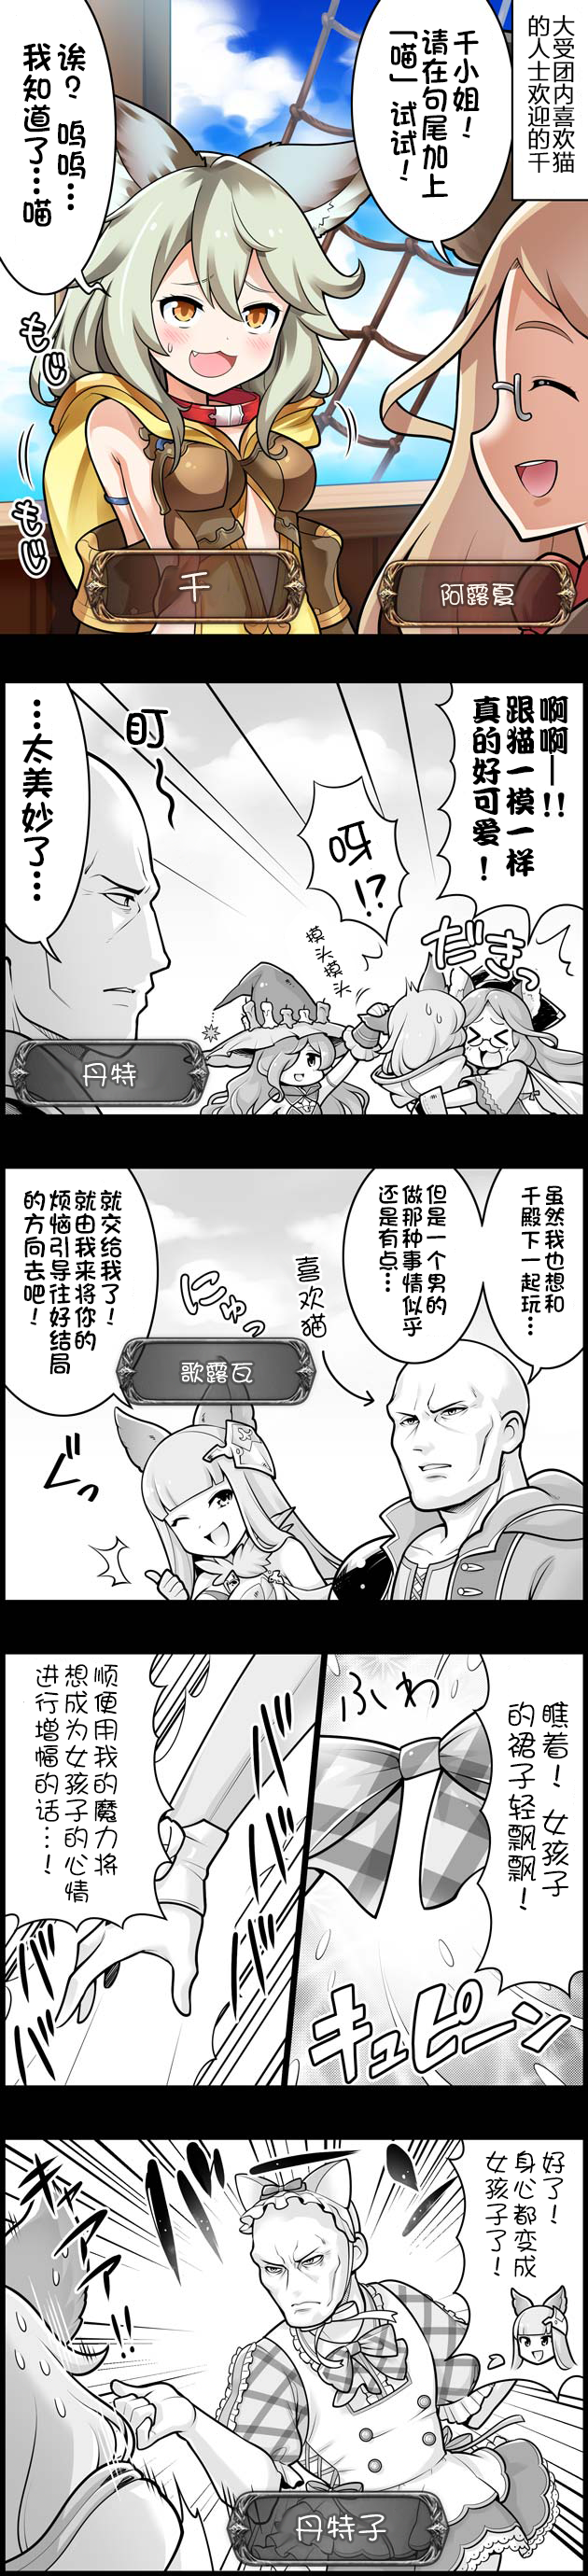 大受团内喜欢猫
的人士欢迎的千
千小姐！
请在句尾加上
「喵」试试！
诶？呜呜…
我知道了…喵
もじ
もじ
千
阿露夏
啊啊—！！
跟猫一模一样
真的好可爱！
呀！？
だきっ
摸头摸头
盯～
…太美妙了…
丹特
虽然我也想和
千殿下一起玩…
但是一个男的
做那种事情似乎
还是有点…
喜欢猫
にゅっ
歌露瓦
就交给我了！
就由我来将你的
烦恼引导往好结局
的方向去吧！
ぐっ
瞧着！女孩子
的裙子轻飘飘！
ふわ
キュピーン
顺便用我的魔力将
想成为女孩子的心情
进行增幅的话…！
好了！
身心都变成
女孩子了！
丹特子